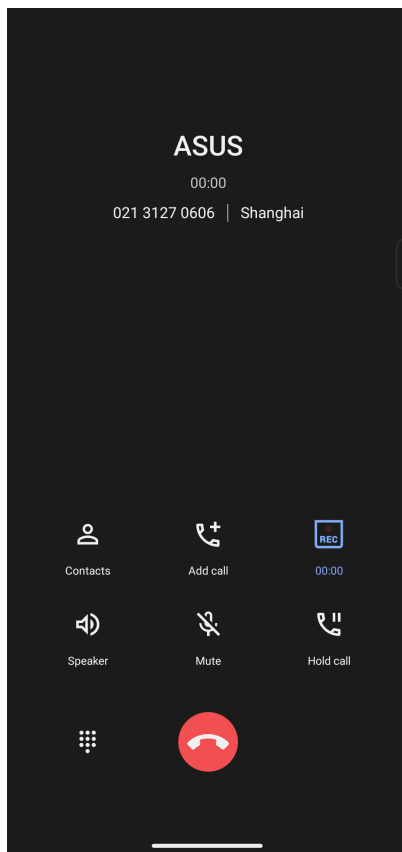 ASUS
00:00
021 3127 0606 | Shanghai
REC
Contacts
Add call
00:00
Speaker
Mute
Hold call